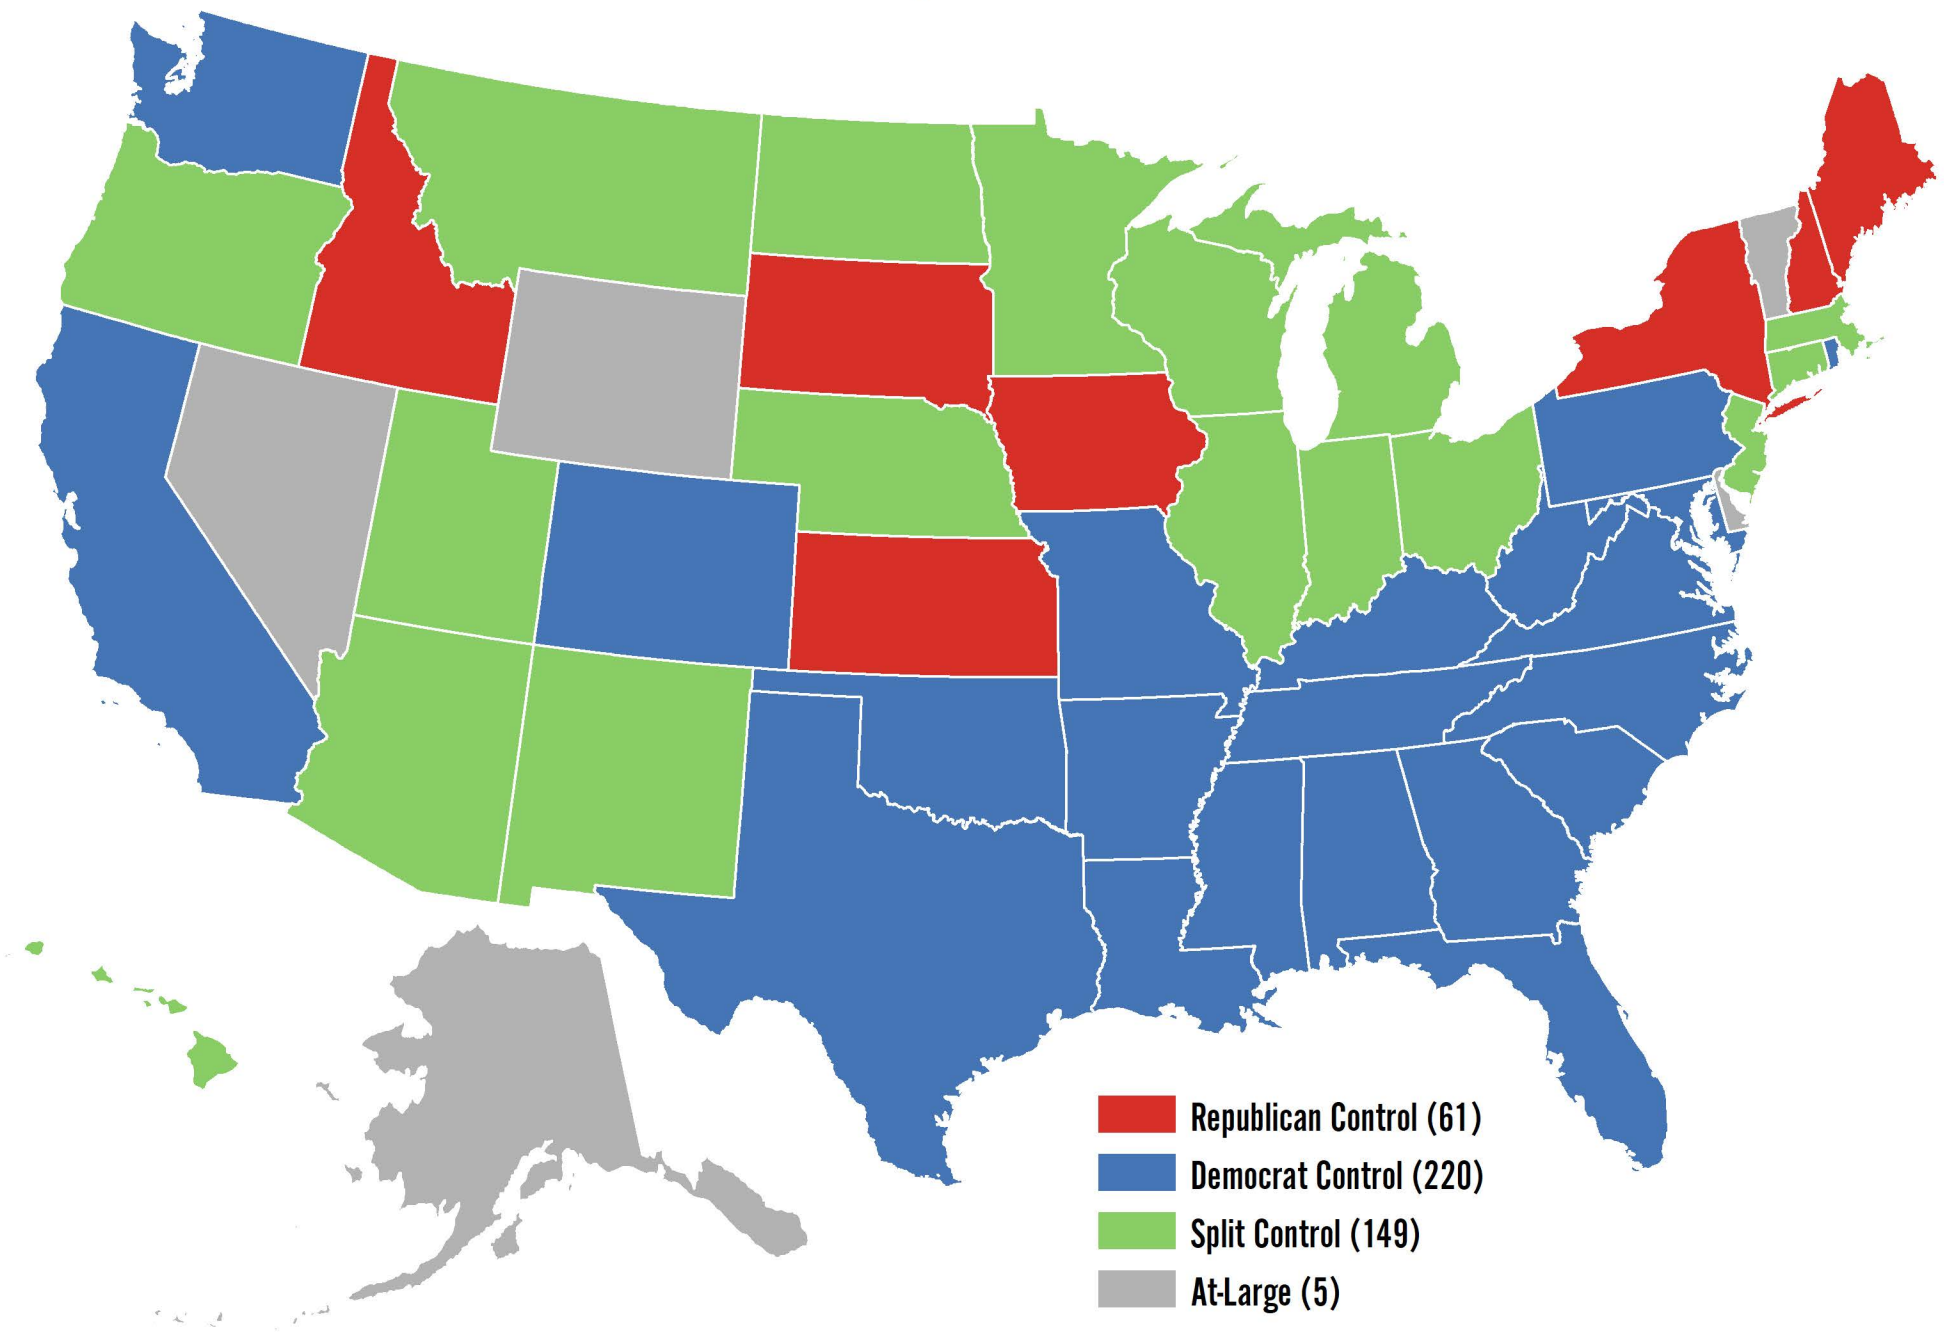 Republican Control (61)
Democrat Control (220)
Split Control (149)
At-Large (5)